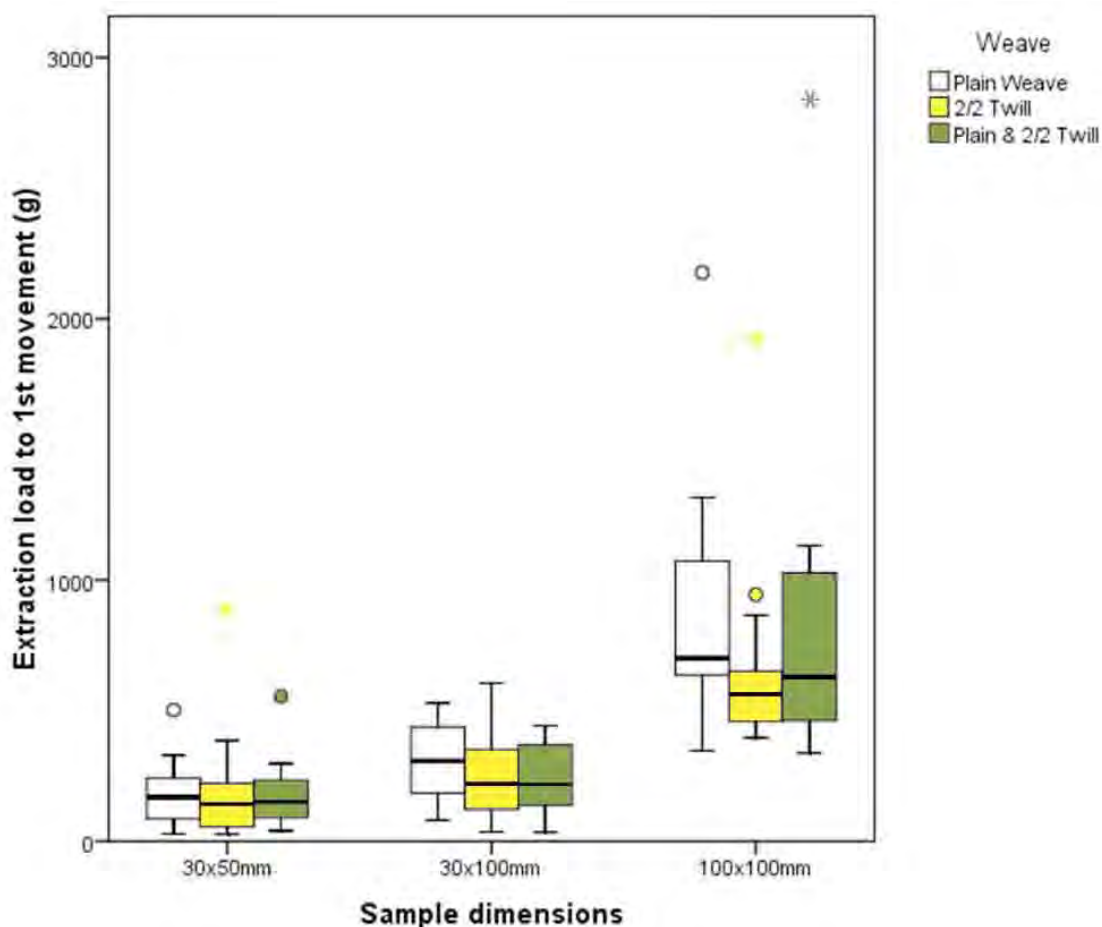 Weave
Plain Weave
2/2 Twill
Plain & 2/2 Twill
Extraction load to 1st movement (g)
3000
2000
1000
0
30x50mm
30x100mm
100x100mm
Sample dimensions